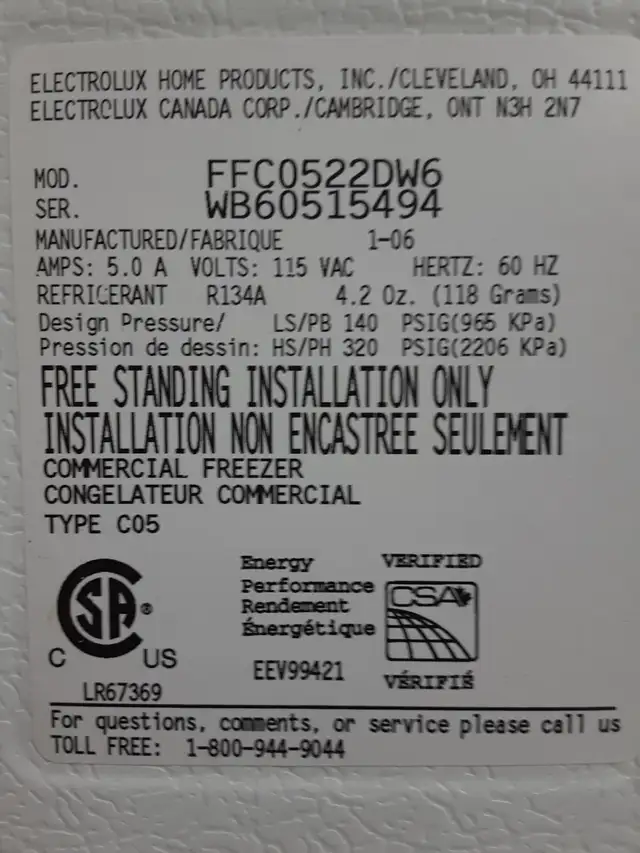 ELECTROLUX HOME PRODUCTS, INC./CLEVELAND, OH 44111
ELECTROLUX CANADA CORP./CAMBRIDGE, ONT N3H 2N7
MOD. FFC0522DW6
SER. WB60515494
MANUFACTURED/FABRIQUE 1-06
AMPS: 5.0 A VOLTS: 115 VAC HERTZ: 60 HZ
REFRIGERANT R134A 4.2 Oz. (118 Grams)
Design Pressure/ LS/PB 140 PSIG(965 KPa)
Pression de dessin: HS/PH 320 PSIG(2206 KPa)
FREE STANDING INSTALLATION ONLY
INSTALLATION NON ENCASTREE SEULEMENT
COMMERCIAL FREEZER
CONGELATEUR COMMERCIAL
TYPE C05
SA®
C US
LR67369
Energy
Performance
Rendement
Énergétique
EEV99421
VERIFIED
CSA
VÉRIFIÉ
For questions, comments, or service please call us
TOLL FREE: 1-800-944-9044